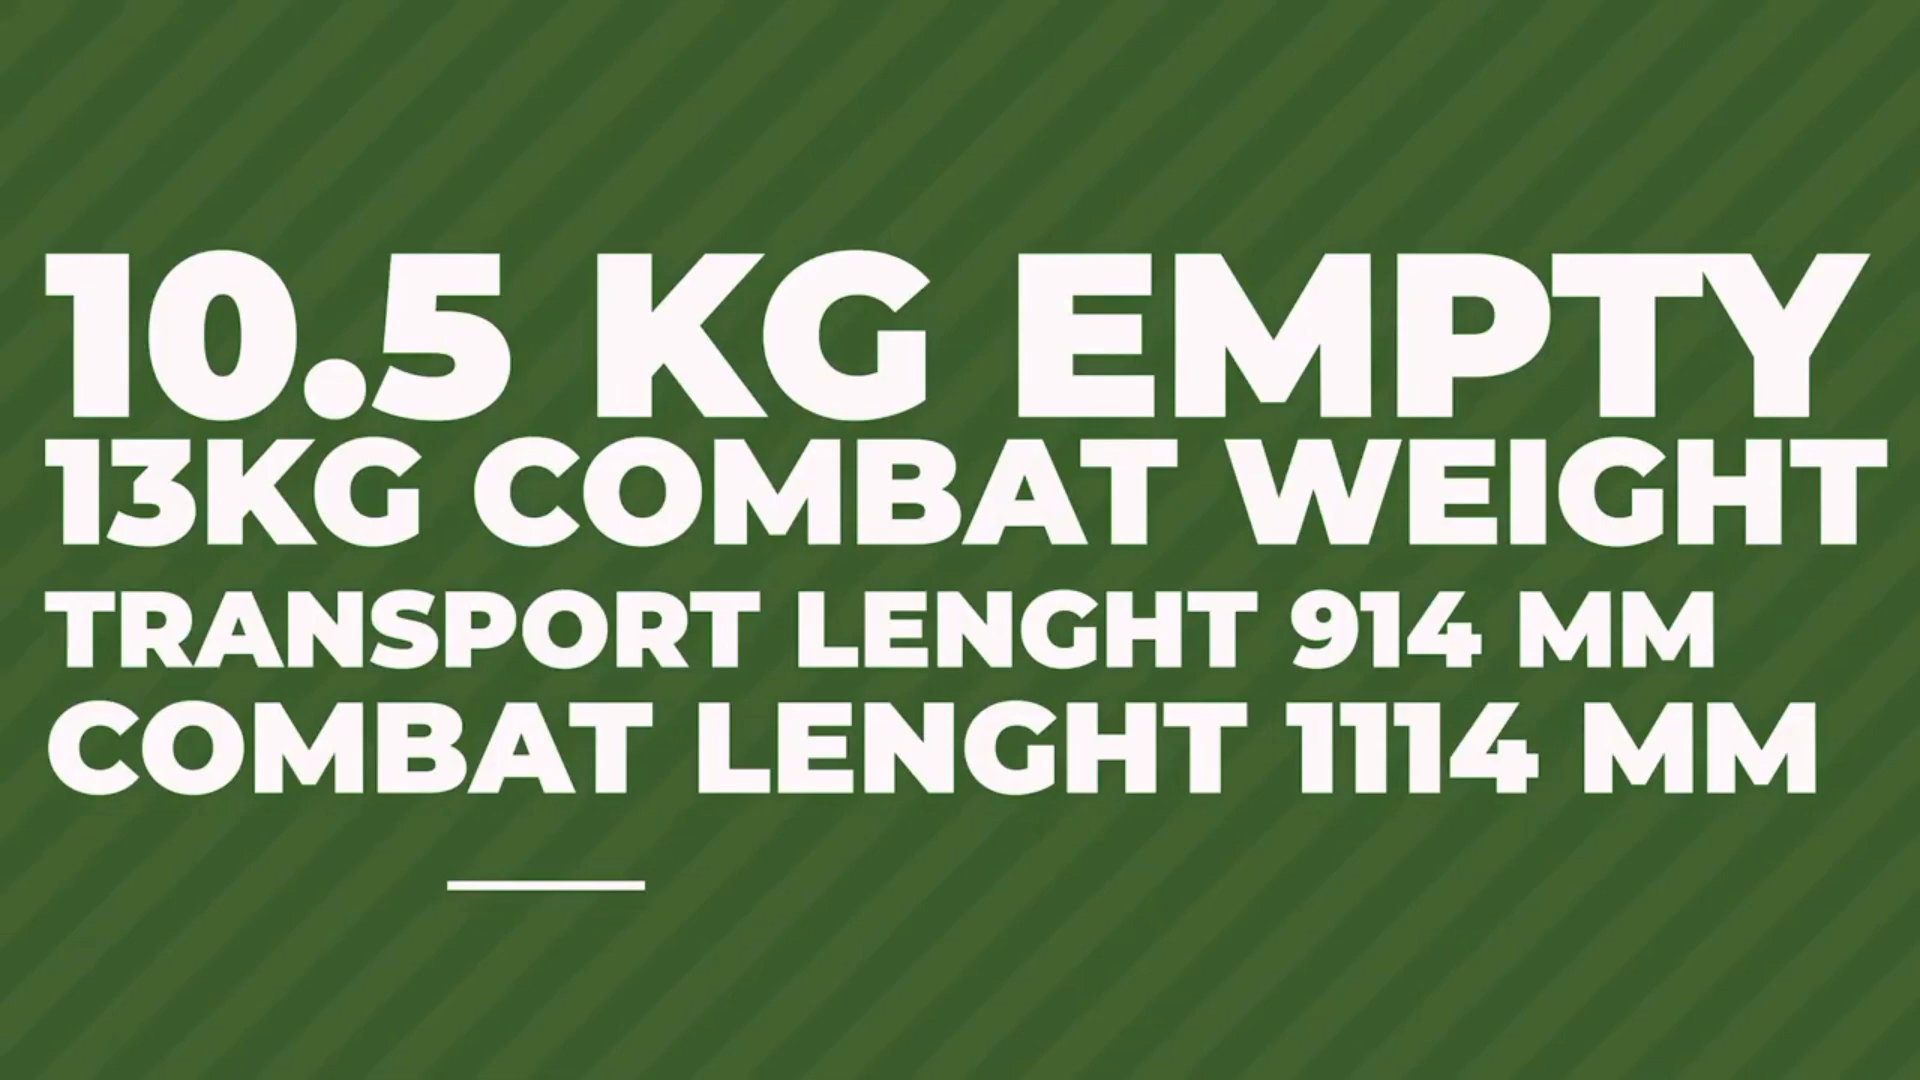 10.5 KG EMPTY
13KG COMBAT WEIGHT
TRANSPORT LENGHT 914 MM
COMBAT LENGHT 1114 MM